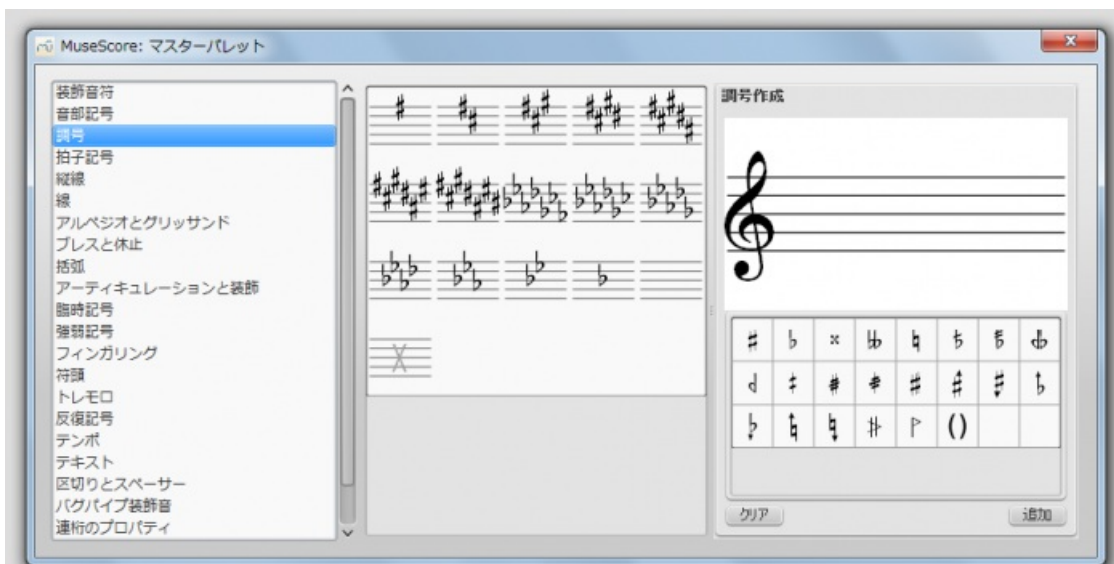 MuseScore: マスターパレット
装飾音符
音部記号
調号
拍子記号
縦線
線
アルペジオとグリッサンド
ブレスと休止
括弧
アーティキュレーションと装飾
臨時記号
強弱記号
フィンガリング
符頭
トレモロ
反復記号
テンポ
テキスト
区切りとスペーサー
バグパイプ装飾音
連桁のプロパティ
調号作成
クリア
追加